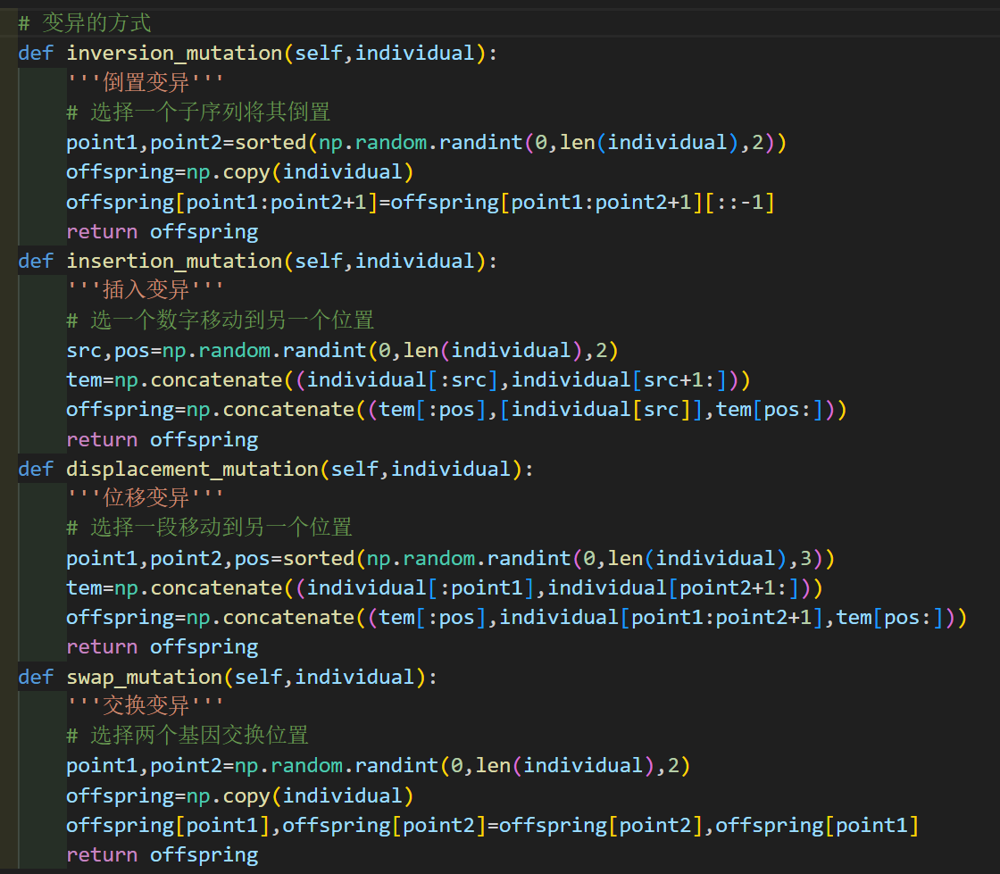 # 变异的方式
def inversion_mutation(self,individual):
'''倒置变异'''
# 选择一个子序列将其倒置
point1,point2=sorted(np.random.randint(0,len(individual),2))
offspring=np.copy(individual)
offspring[point1:point2+1]=offspring[point1:point2+1][::-1]
return offspring
def insertion_mutation(self,individual):
'''插入变异'''
# 选一个数字移动到另一个位置
src,pos=np.random.randint(0,len(individual),2)
tem=np.concatenate((individual[:src],individual[src+1:]))
offspring=np.concatenate((tem[:pos],[individual[src]],tem[pos:]))
return offspring
def displacement_mutation(self,individual):
'''位移变异'''
# 选择一段移动到另一个位置
point1,point2,pos=sorted(np.random.randint(0,len(individual),3))
tem=np.concatenate((individual[:point1],individual[point2+1:]))
offspring=np.concatenate((tem[:pos],individual[point1:point2+1],tem[pos:]))
return offspring
def swap_mutation(self,individual):
'''交换变异'''
# 选择两个基因交换位置
point1,point2=np.random.randint(0,len(individual),2)
offspring=np.copy(individual)
offspring[point1],offspring[point2]=offspring[point2],offspring[point1]
return offspring